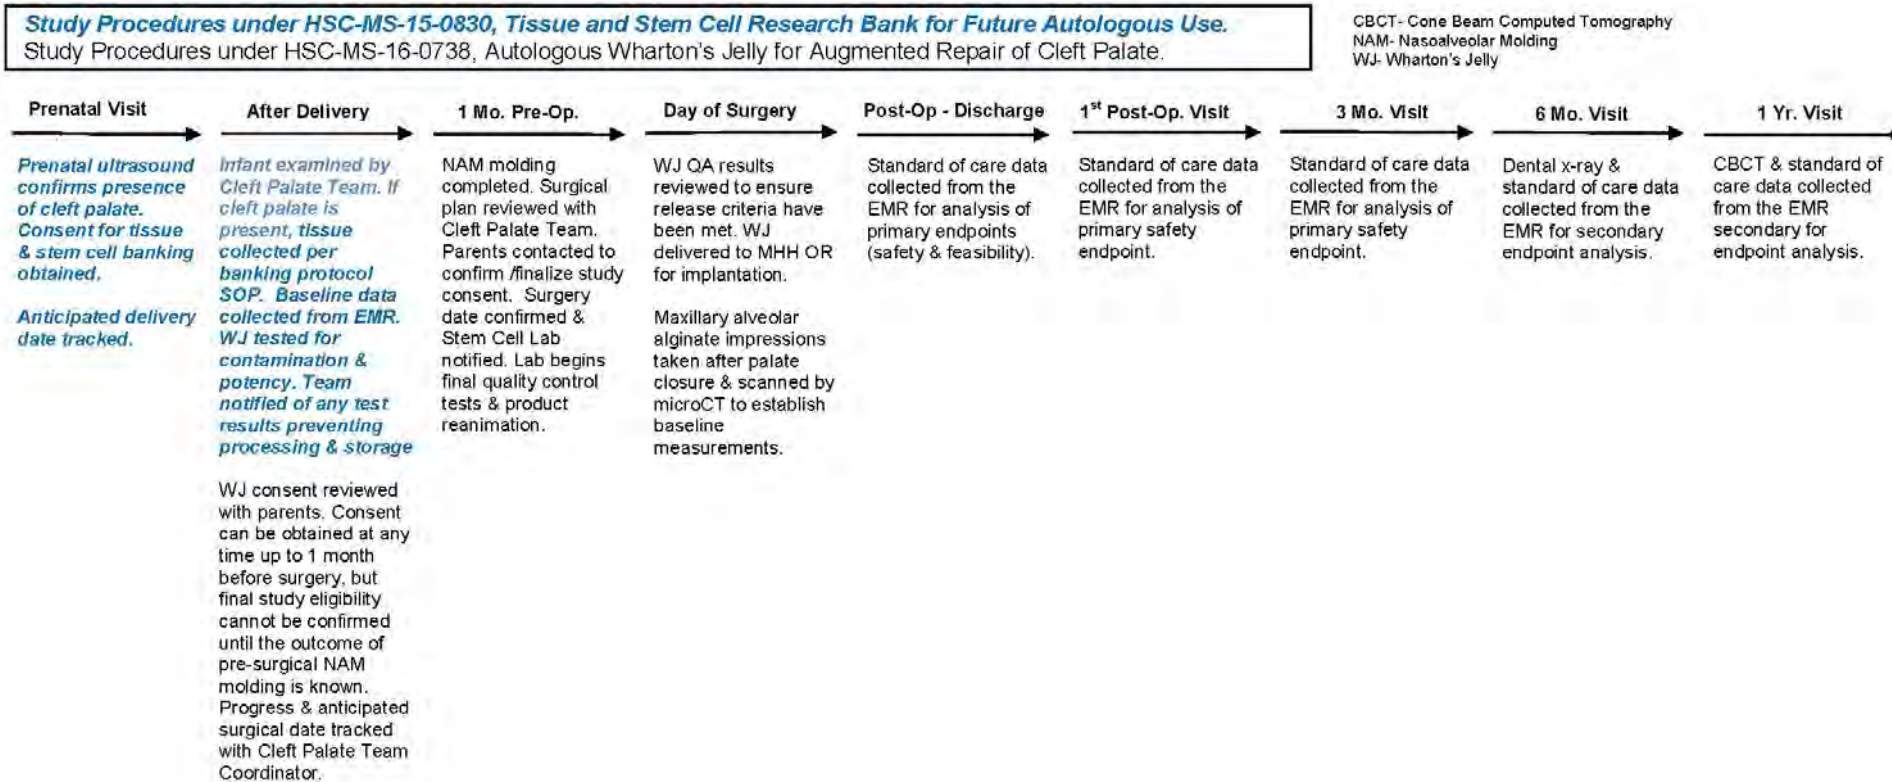 Study Procedures under HSC-MS-15-0830, Tissue and Stem Cell Research Bank for Future Autologous Use.
Study Procedures under HSC-MS-16-0738, Autologous Wharton's Jelly for Augmented Repair of Cleft Palate.
CBCT- Cone Beam Computed Tomography
NAM- Nasoalveolar Molding
WJ- Wharton's Jelly
Prenatal Visit
Prenatal ultrasound
confirms presence
of cleft palate.
Consent for tissue
& stem cell banking
obtained.
Anticipated delivery
date tracked.
After Delivery
Infant examined by
Cleft Palate Team. If
cleft palate is
present, tissue
collected per
banking protocol
SOP. Baseline data
collected from EMR.
WJ tested for
contamination &
potency. Team
notified of any test
results preventing
processing & storage
WJ consent reviewed
with parents. Consent
can be obtained at any
time up to 1 month
before surgery, but
final study eligibility
cannot be confirmed
until the outcome of
pre-surgical NAM
molding is known.
Progress & anticipated
surgical date tracked
with Cleft Palate Team
Coordinator.
1 Mo. Pre-Op.
NAM molding
completed. Surgical
plan reviewed with
Cleft Palate Team.
Parents contacted to
confirm /finalize study
consent. Surgery
date confirmed &
Stem Cell Lab
notified. Lab begins
final quality control
tests & product
reanimation.
Day of Surgery
WJ QA results
reviewed to ensure
release criteria have
been met. WJ
delivered to MHH OR
for implantation.
Maxillary alveolar
alginate impressions
taken after palate
closure & scanned by
microCT to establish
baseline
measurements.
Post-Op - Discharge
Standard of care data
collected from the
EMR for analysis of
primary endpoints
(safety & feasibility).
1st Post-Op. Visit
Standard of care data
collected from the
EMR for analysis of
primary safety
endpoint.
3 Mo. Visit
Standard of care data
collected from the
EMR for analysis of
primary safety
endpoint.
6 Mo. Visit
Dental x-ray &
standard of care data
collected from the
EMR for secondary
endpoint analysis.
1 Yr. Visit
CBCT & standard of
care data collected
from the EMR
secondary for
endpoint analysis.